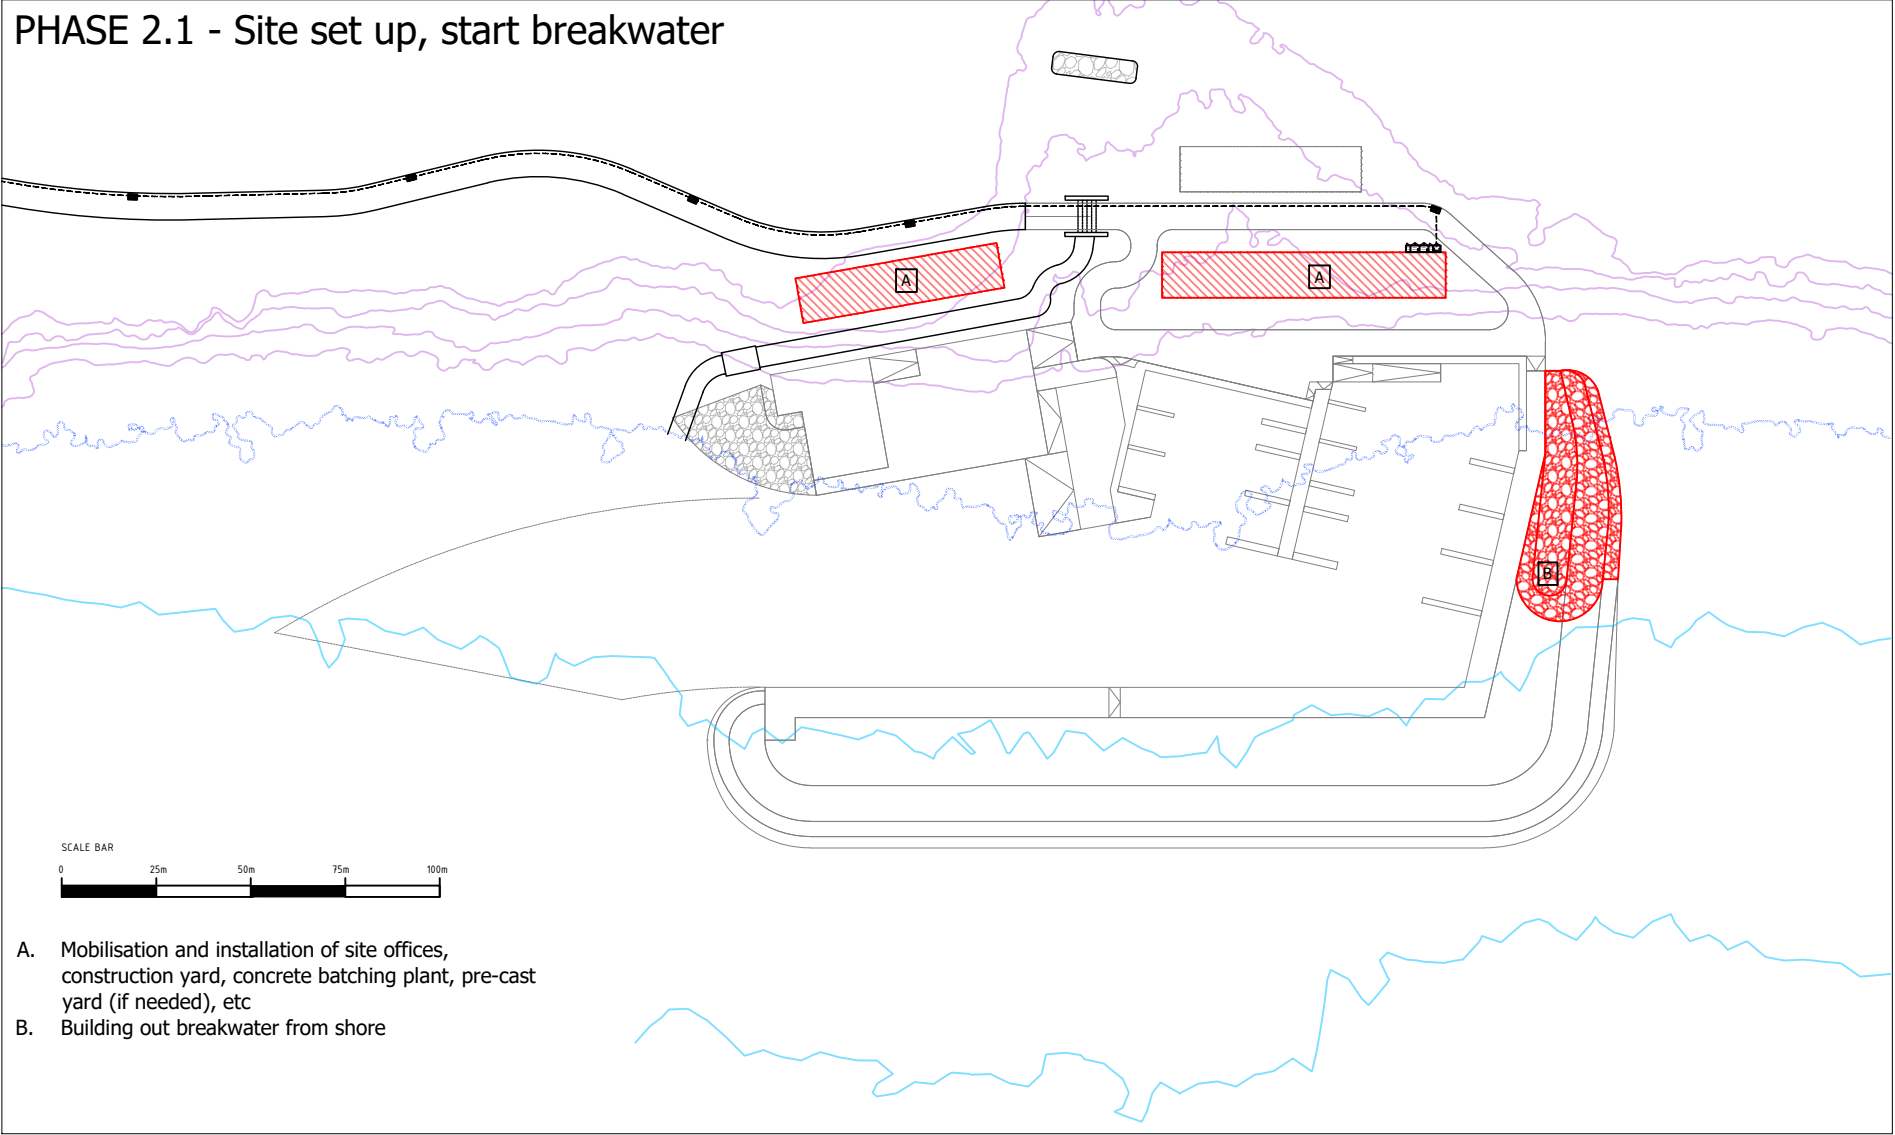 PHASE 2.1 - Site set up, start breakwater
A
A
B
SCALE BAR
0 25m 50m 75m 100m
A. Mobilisation and installation of site offices,
construction yard, concrete batching plant, pre-cast
yard (if needed), etc
B. Building out breakwater from shore